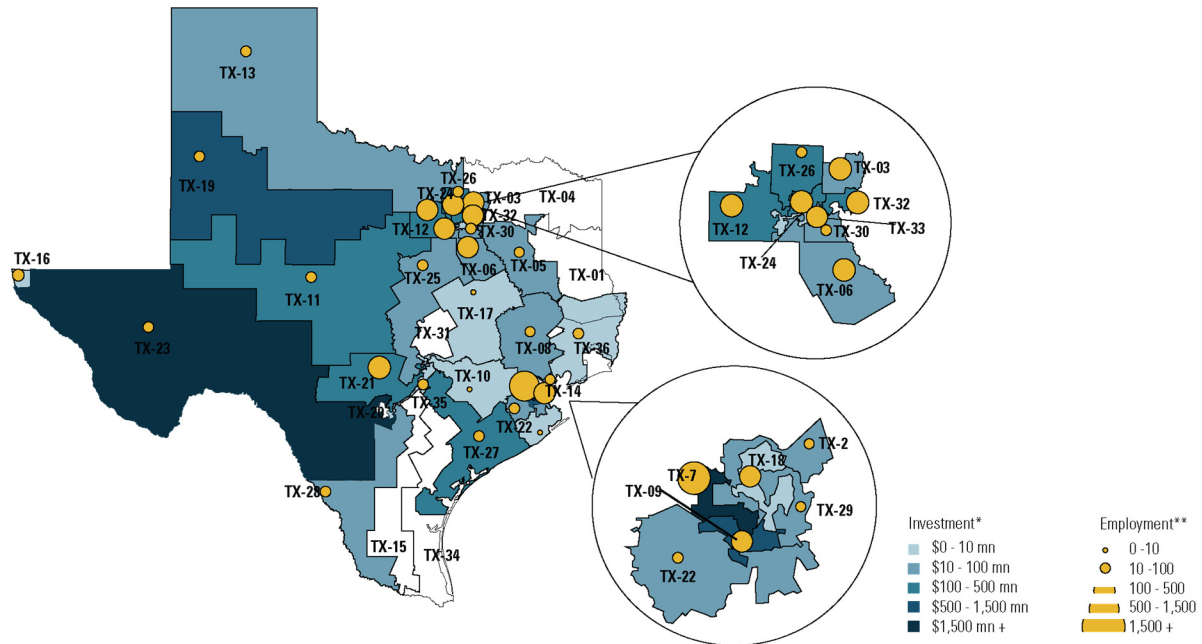 TX-13
TX-19
TX-26
TX-24
TX-03
TX-04
TX-32
TX-12
TX-30
TX-16
TX-06
TX-05
TX-25
TX-01
TX-11
TX-17
TX-23
TX-31
TX-08
TX-36
TX-21
TX-10
TX-14
TX-35
TX-20
TX-22
TX-27
TX-28
TX-15
TX-34
TX-26
TX-03
TX-32
TX-12
TX-30
TX-33
TX-24
TX-06
TX-2
TX-18
TX-7
TX-09
TX-29
TX-22
Investment*
$0 - 10 mn
$10 - 100 mn
$100 - 500 mn
$500 - 1,500 mn
$1,500 mn +
Employment**
0 -10
10 -100
100 - 500
500 - 1,500
1,500 +